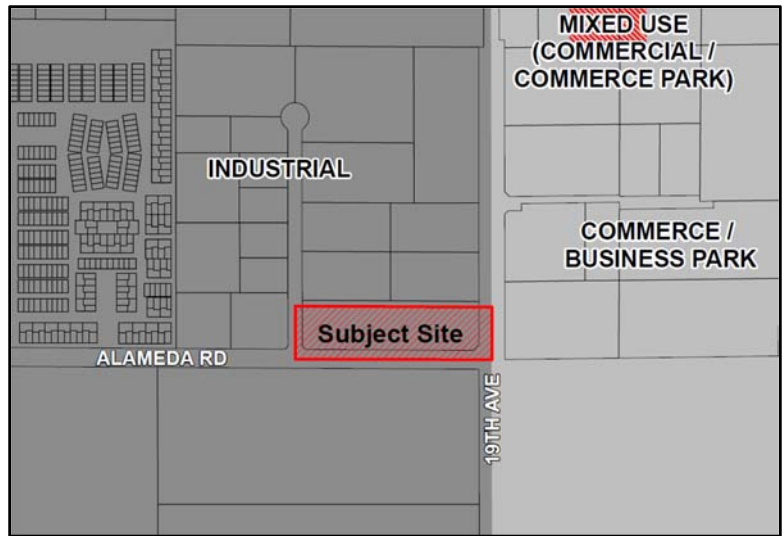 MIXED USE
(COMMERCIAL /
COMMERCE PARK)
INDUSTRIAL
COMMERCE /
BUSINESS PARK
Subject Site
ALAMEDA RD
19TH AVE